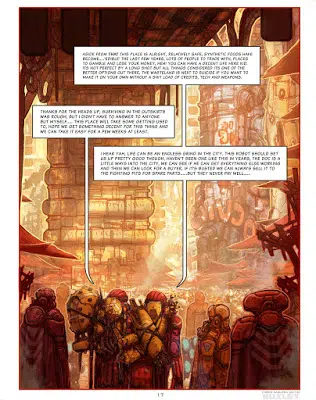 ASIDE FROM THAT THIS PLACE IS ALRIGHT, RELATIVELY SAFE, SYNTHETIC FOODS HAVE
BECOME....EDIBLE THE LAST FEW YEARS, LOTS OF PEOPLE TO TRADE WITH, PLACES
TO GAMBLE AND LOSE YOUR MONEY, HEH! YOU CAN HAVE A DECENT LIFE HERE KID.
ITS NOT PERFECT BY A LONG SHOT BUT ALL THINGS CONSIDERED ITS ONE OF THE
BETTER OPTIONS OUT THERE, THE WASTELAND IS NEXT TO SUICIDE IF YOU WANT TO
MAKE IT ON YOUR OWN WITHOUT A SHIT LOAD OF CREDITS, TECH AND WEAPONS.
THANKS FOR THE HEADS UP, SURVIVING IN THE OUTSKIRTS
WAS ROUGH, BUT I DIDN'T HAVE TO ANSWER TO ANYONE
BUT MYSELF.... THIS PLACE WILL TAKE SOME GETTING USED
TO, HOPE WE GET SOMETHING DECENT FOR THIS THING AND
WE CAN TAKE IT EASY FOR A FEW WEEKS AT LEAST.
I HEAR YAH, LIFE CAN BE AN ENDLESS GRIND IN THE CITY. THIS ROBOT SHOULD SET
US UP PRETTY GOOD THOUGH, HAVEN'T SEEN ONE LIKE THIS IN YEARS, THE DOC IS A
LITTLE WAYS INTO THE CITY, WE CAN SEE IF WE CAN GET EVERYTHING ELSE WORKING
AND THEN WE CAN LOOK FOR A BUYER, IF IT'S BUSTED WE CAN ALWAYS SELL IT TO
THE FIGHTING PITS FOR SPARE PARTS.....BUT THEY NEVER PAY WELL....
17